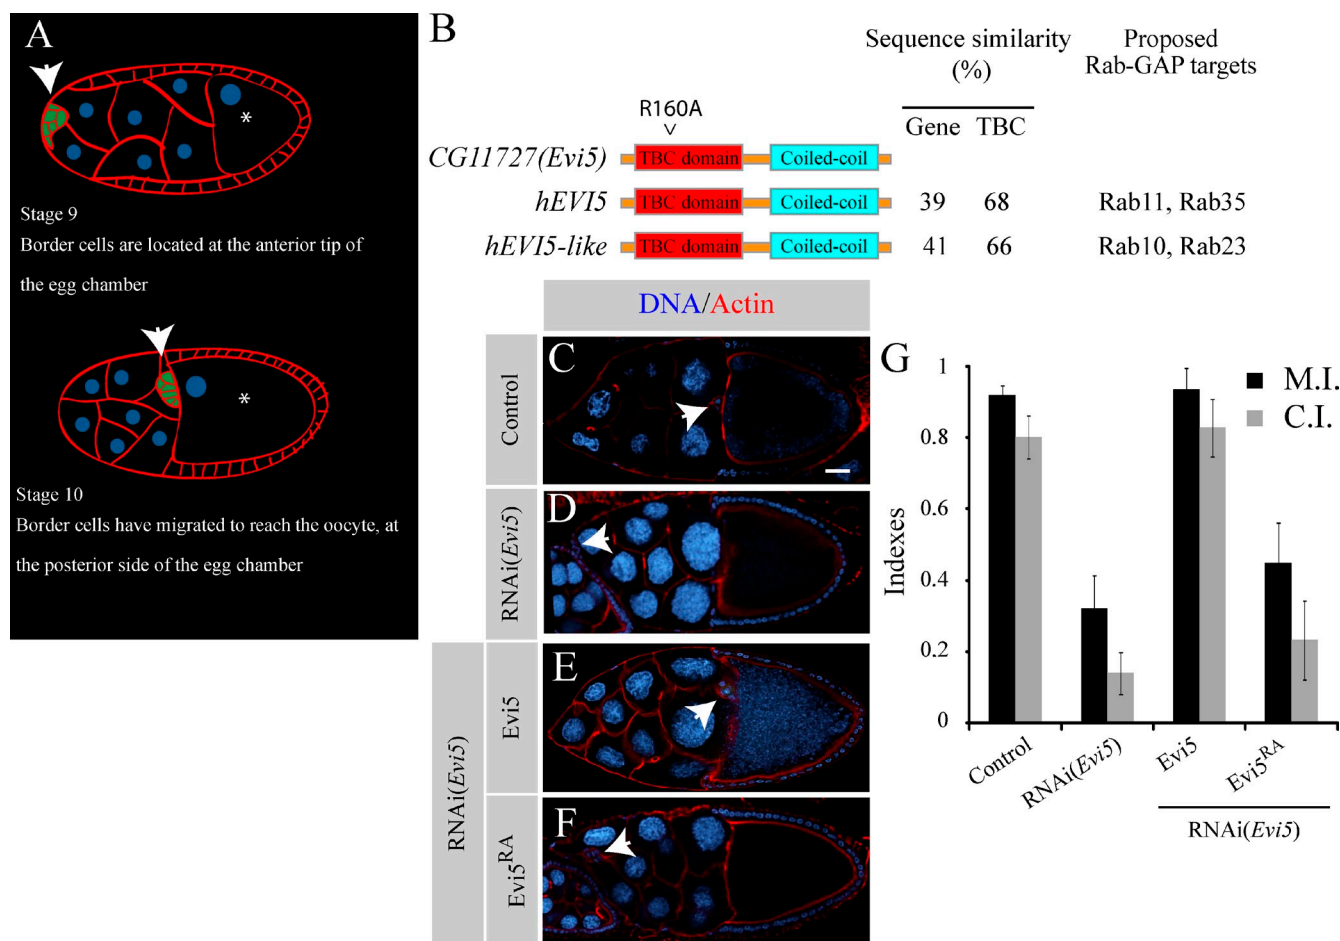 A
*
Stage 9
Border cells are located at the anterior tip of
the egg chamber
*
Stage 10
Border cells have migrated to reach the oocyte, at
the posterior side of the egg chamber
B
Sequence similarity
(%)
Proposed
Rab-GAP targets
R160A
Gene TBC
CG11727(Evi5) TBC domain Coiled-coil
hEVI5 TBC domain Coiled-coil 39 68 Rab11, Rab35
hEVI5-like TBC domain Coiled-coil 41 66 Rab10, Rab23
DNA/Actin
Control
C
RNAi(Evi5)
D
RNAi(Evi5)
Evi5
E
Evi5RA
F
G
M.I.
C.I.
Indexes
1
0.8
0.6
0.4
0.2
0
Control
RNAi(Evi5)
Evi5
Evi5RA
RNAi(Evi5)